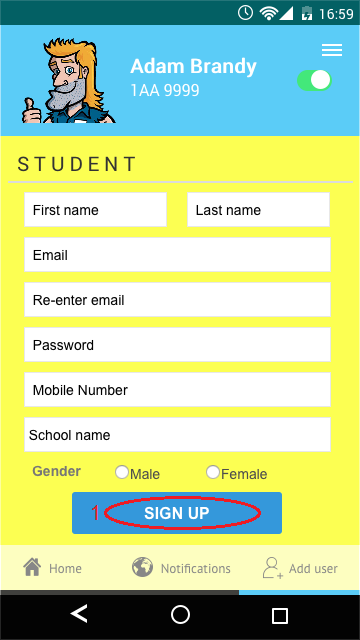 16:59
Adam Brandy
1AA 9999
STUDENT
First name Last name
Email
Re-enter email
Password
Mobile Number
School name
Gender Male Female
1 SIGN UP
Home Notifications Add user